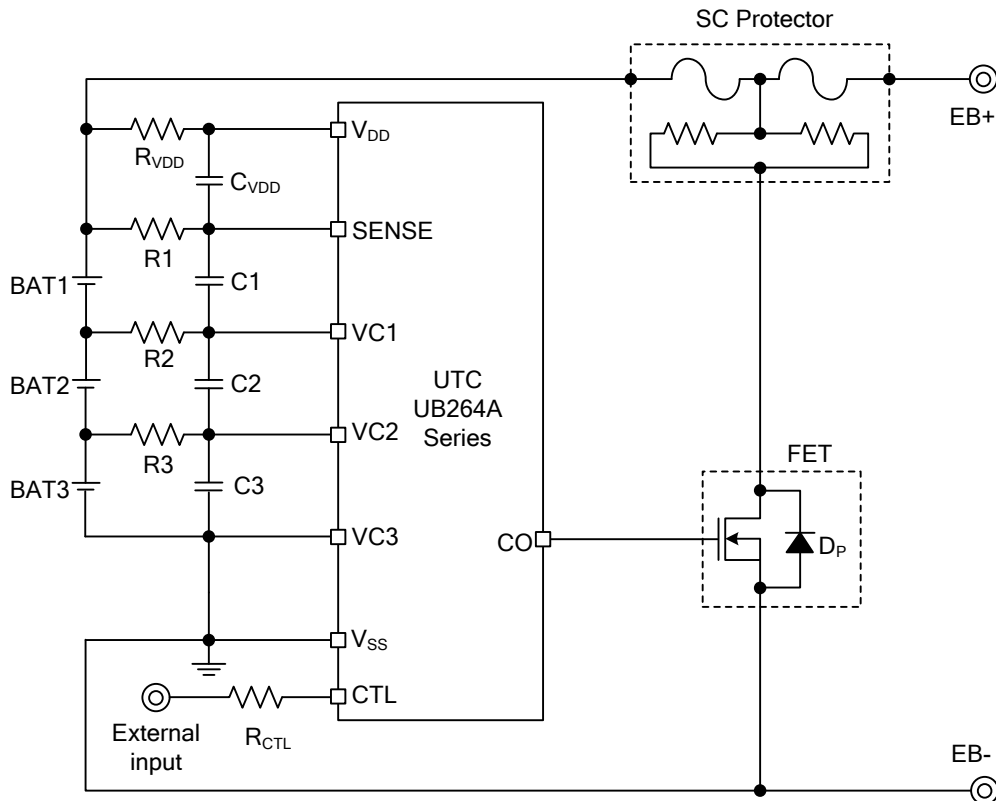 SC Protector
EB+
VDD
RVDD
CVDD
SENSE
R1
C1
BAT1
VC1
R2
C2
BAT2
UTC
UB264A
Series
VC2
R3
C3
BAT3
FET
VC3
CO
DP
VSS
CTL
External
input
RCTL
EB-